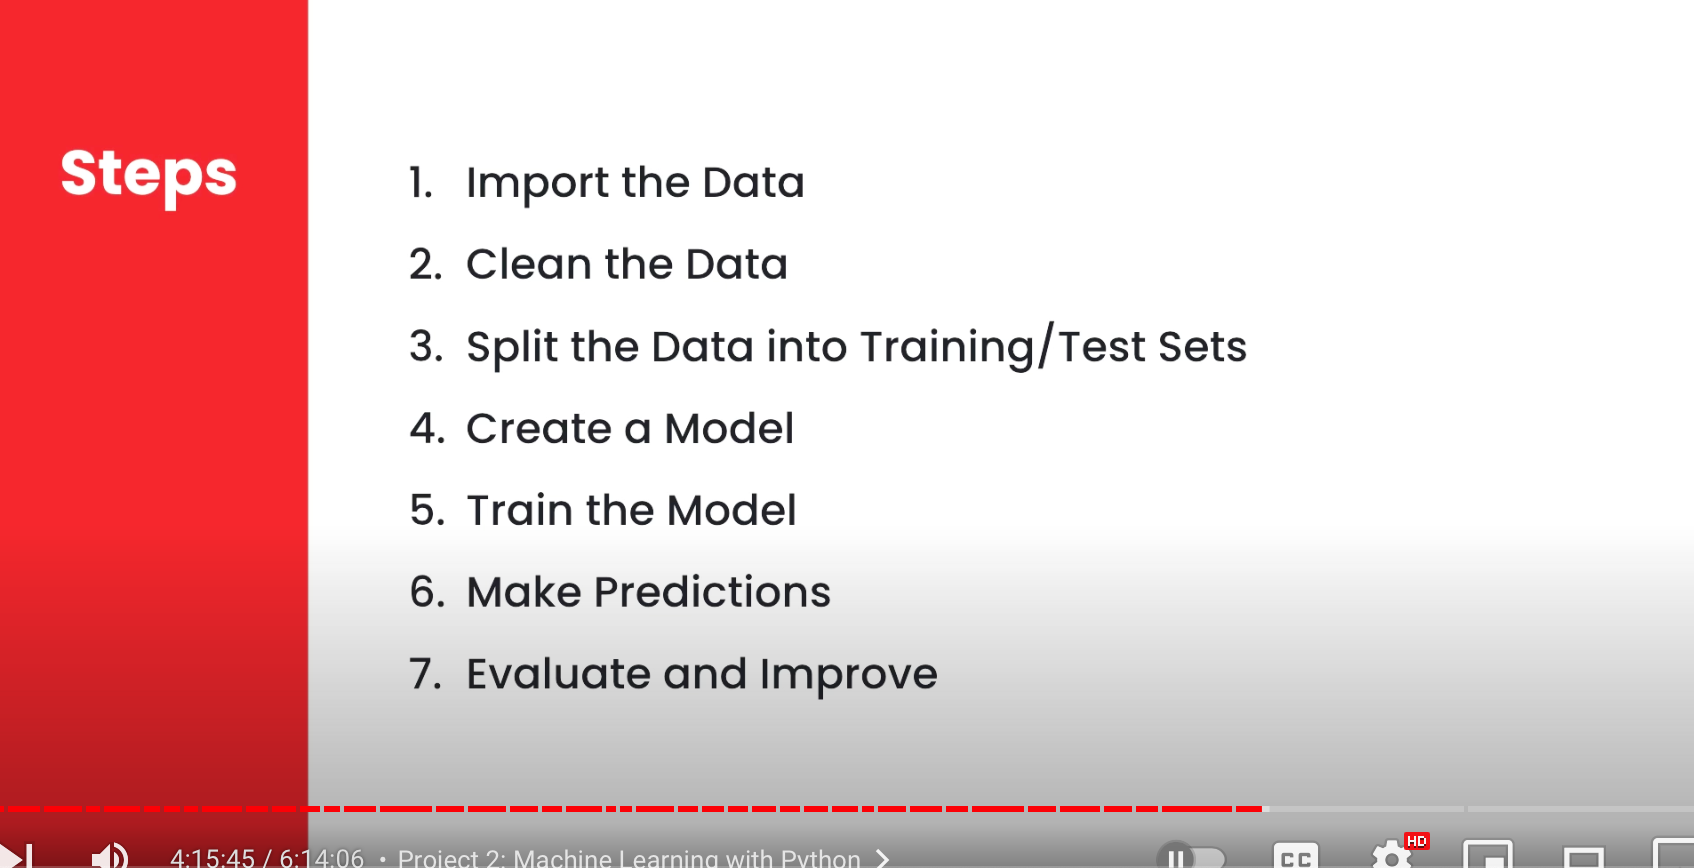 Steps
1. Import the Data
2. Clean the Data
3. Split the Data into Training/Test Sets
4. Create a Model
5. Train the Model
6. Make Predictions
7. Evaluate and Improve
4:15:45 / 6:14:06 • Project 2: Machine Learning with Python
CC
HD